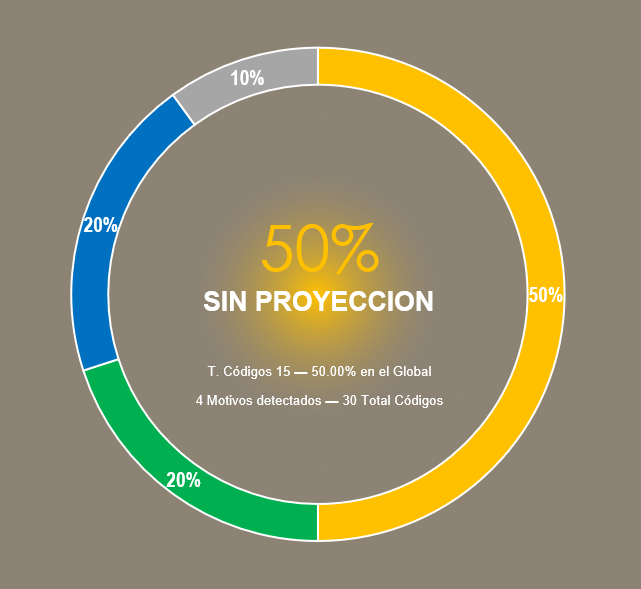 10%
20%
50%
SIN PROYECCION
50%
T. Códigos 15 — 50.00% en el Global
4 Motivos detectados — 30 Total Códigos
20%